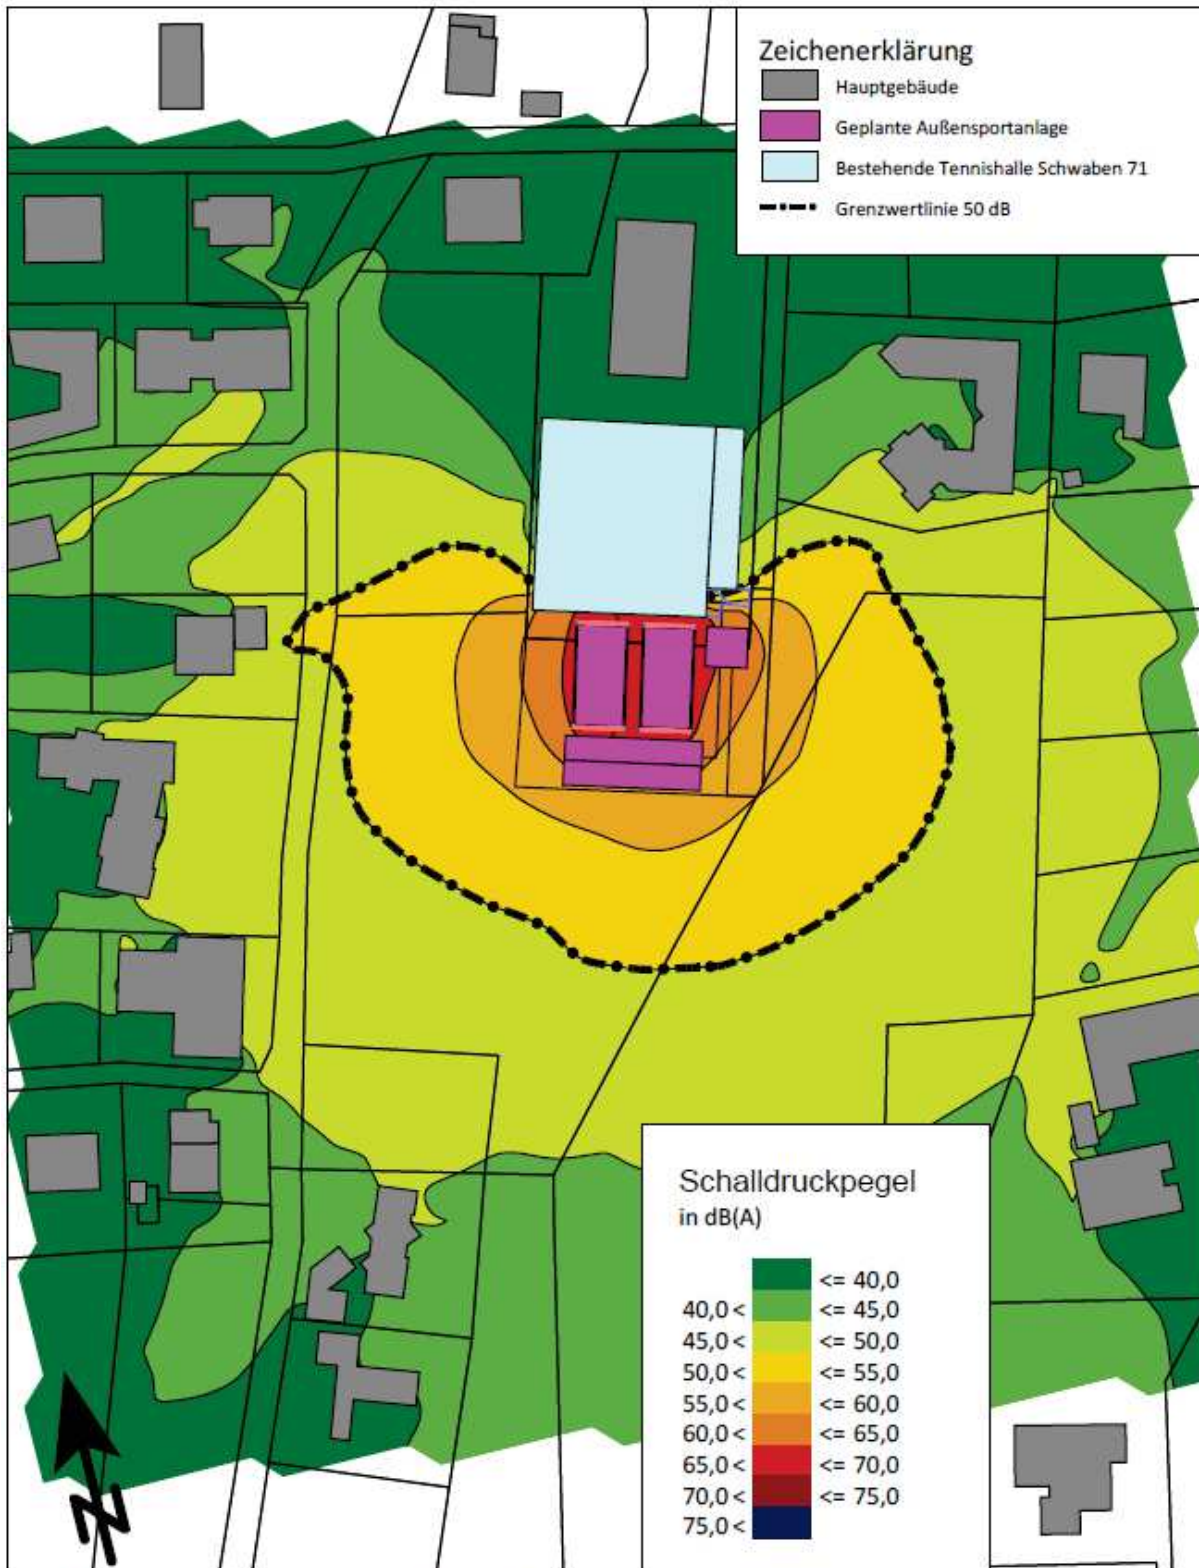 Zeichenerklärung
Hauptgebäude
Geplante Außensportanlage
Bestehende Tennishalle Schwaben 71
Grenzwertlinie 50 dB
Schalldruckpegel
in dB(A)
<= 40,0
40,0 < <= 45,0
45,0 < <= 50,0
50,0 < <= 55,0
55,0 < <= 60,0
60,0 < <= 65,0
65,0 < <= 70,0
70,0 < <= 75,0
75,0 <
N